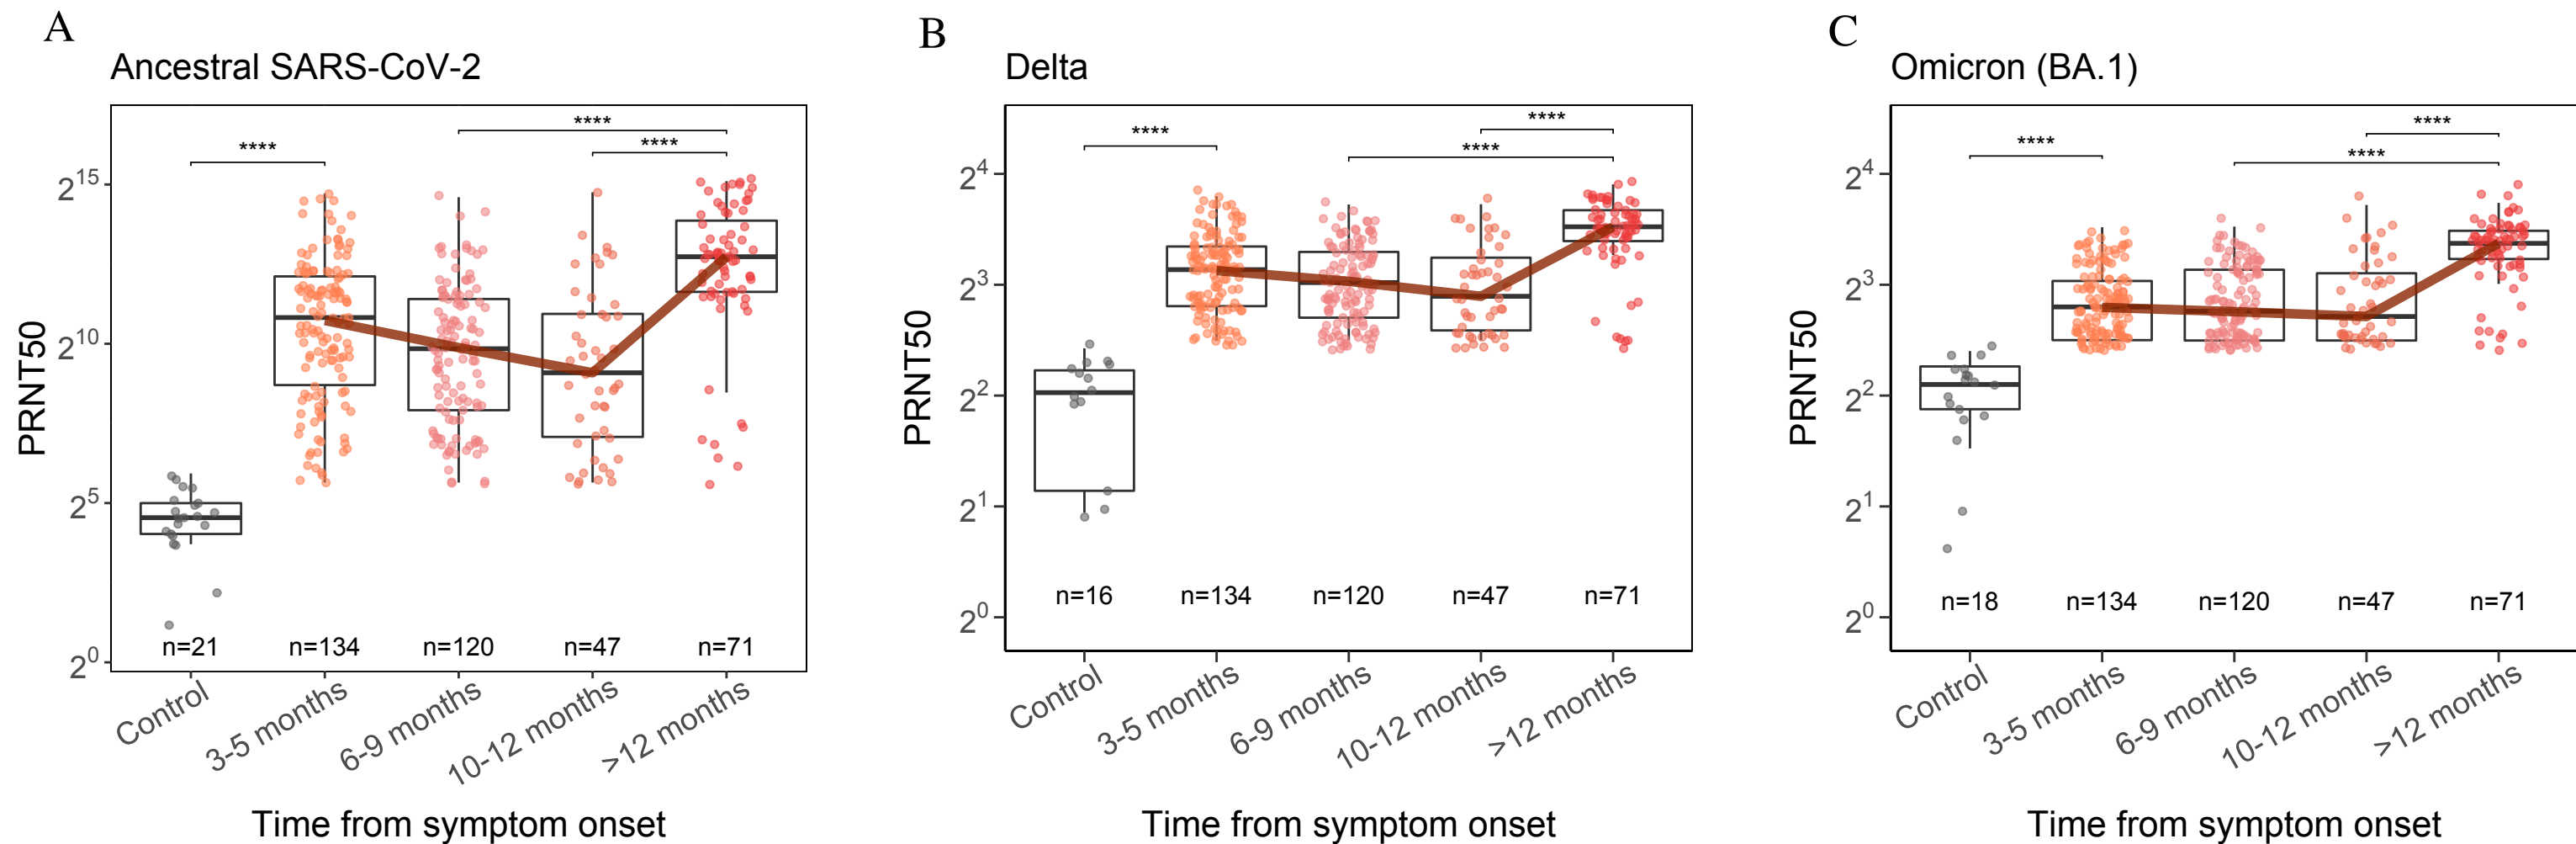 A
Ancestral SARS-CoV-2
PRNT50
2^15
2^10
2^5
2^0
****
****
****
n=21
n=134
n=120
n=47
n=71
Control
3-5 months
6-9 months
10-12 months
>12 months
Time from symptom onset
B
Delta
PRNT50
2^4
2^3
2^2
2^1
2^0
****
****
****
n=16
n=134
n=120
n=47
n=71
Control
3-5 months
6-9 months
10-12 months
>12 months
Time from symptom onset
C
Omicron (BA.1)
PRNT50
2^4
2^3
2^2
2^1
2^0
****
****
****
n=18
n=134
n=120
n=47
n=71
Control
3-5 months
6-9 months
10-12 months
>12 months
Time from symptom onset